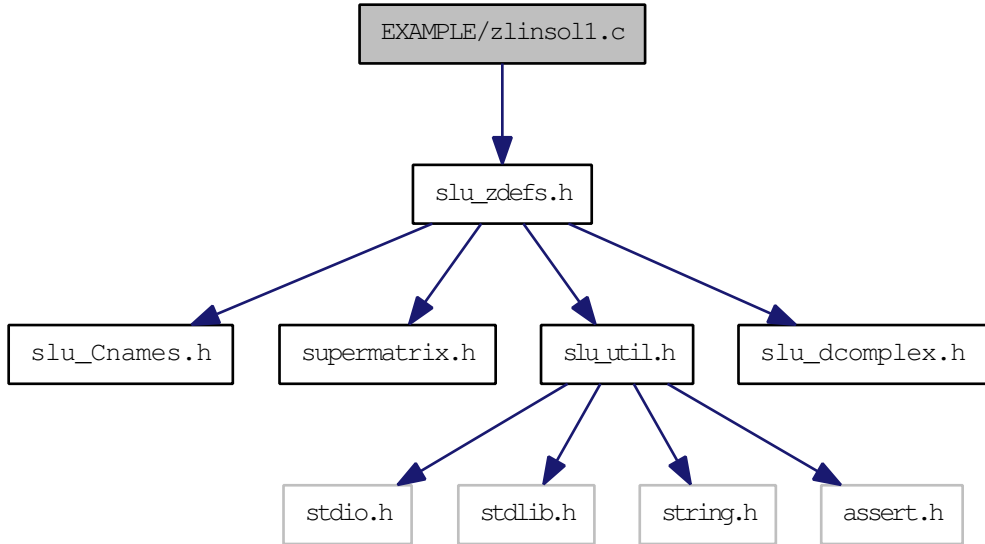 EXAMPLE/zlinsol1.c
slu_zdefs.h
slu_Cnames.h
supermatrix.h
slu_util.h
slu_dcomplex.h
stdio.h
stdlib.h
string.h
assert.h